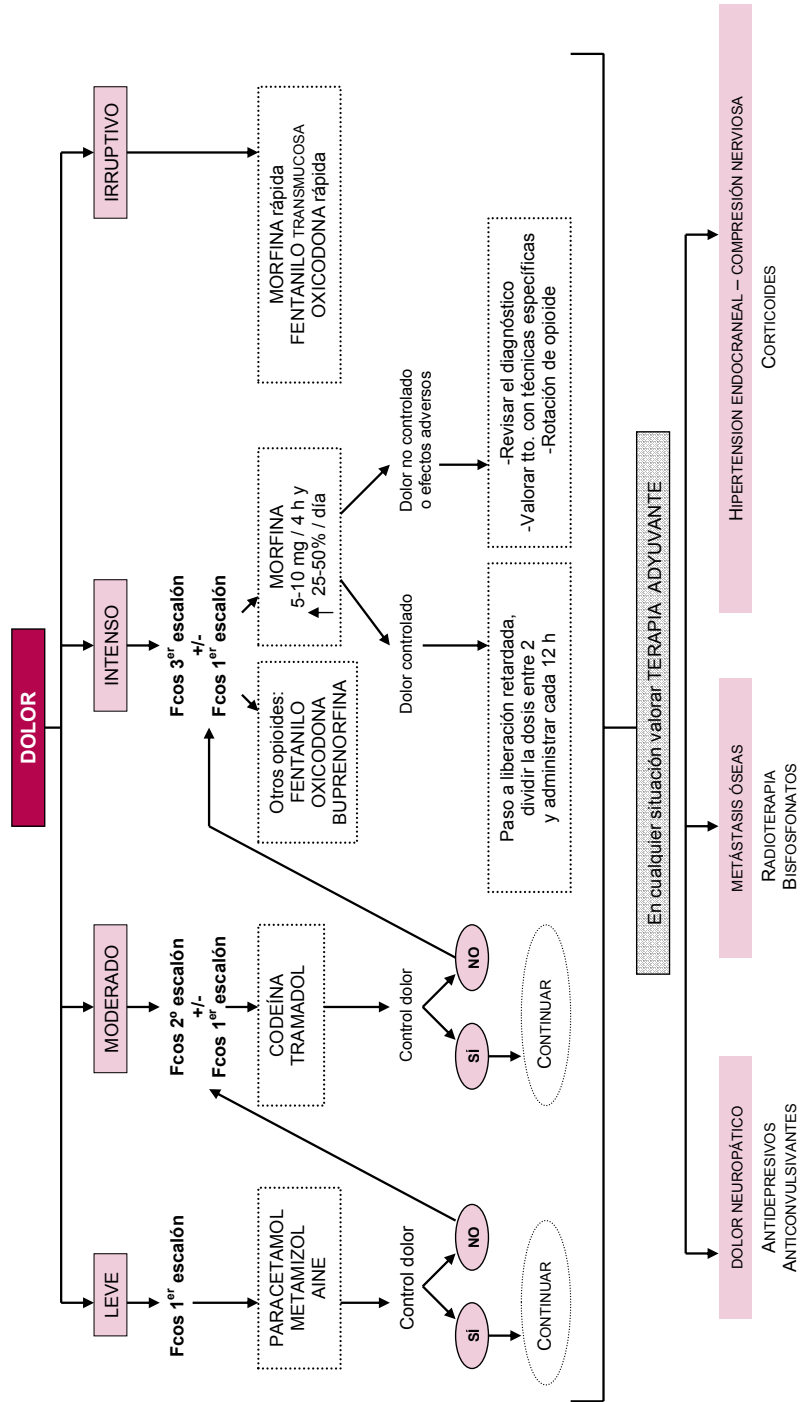 DOLOR
LEVE
Fcos 1er escalón
PARACETAMOL
METAMIZOL
AINE
Control dolor
SÍ
NO
CONTINUAR
MODERADO
Fcos 2º escalón
+/-
Fcos 1er escalón
CODEÍNA
TRAMADOL
Control dolor
SÍ
NO
CONTINUAR
INTENSO
Fcos 3er escalón
+/-
Fcos 1er escalón
Otros opioides:
FENTANILO
OXICODONA
BUPRENORFINA
MORFINA
5-10 mg / 4 h y
↑ 25-50% / día
Dolor controlado
Paso a liberación retardada,
dividir la dosis entre 2
y administrar cada 12 h
Dolor no controlado
o efectos adversos
-Revisar el diagnóstico
-Valorar tto. con técnicas específicas
-Rotación de opioide
IRRUPTIVO
MORFINA rápida
FENTANILO TRANSMUCOSA
OXICODONA rápida
En cualquier situación valorar TERAPIA ADYUVANTE
DOLOR NEUROPÁTICO
ANTIDEPRESIVOS
ANTICONVULSIVANTES
METÁSTASIS ÓSEAS
RADIOTERAPIA
BISFOSFONATOS
HIPERTENSION ENDOCRANEAL – COMPRESIÓN NERVIOSA
CORTICOIDES